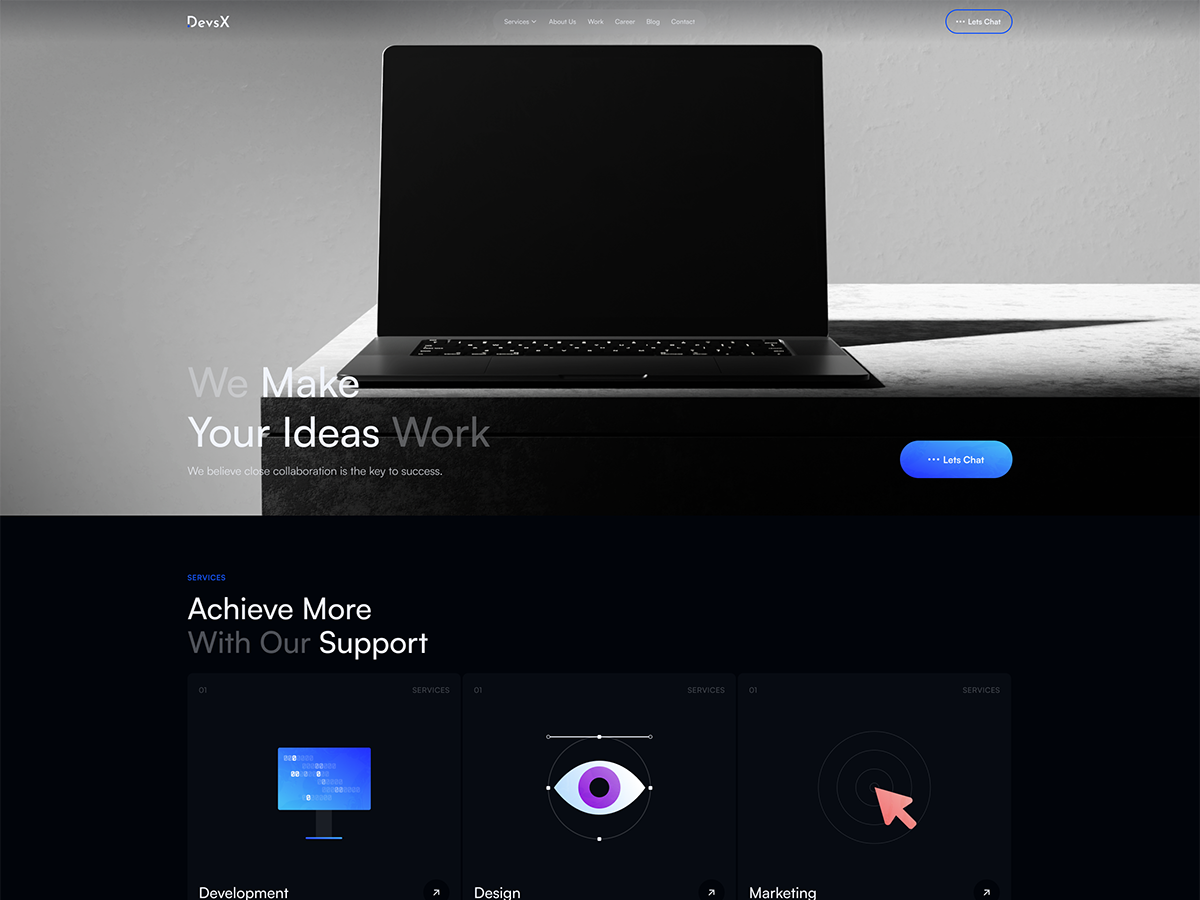 DevsX
Services
About Us
Work
Career
Blog
Contact
Lets Chat
We Make
Your Ideas Work
We believe close collaboration is the key to success.
Lets Chat
SERVICES
Achieve More
With Our Support
01
SERVICES
01
SERVICES
01
SERVICES
Development
Design
Marketing